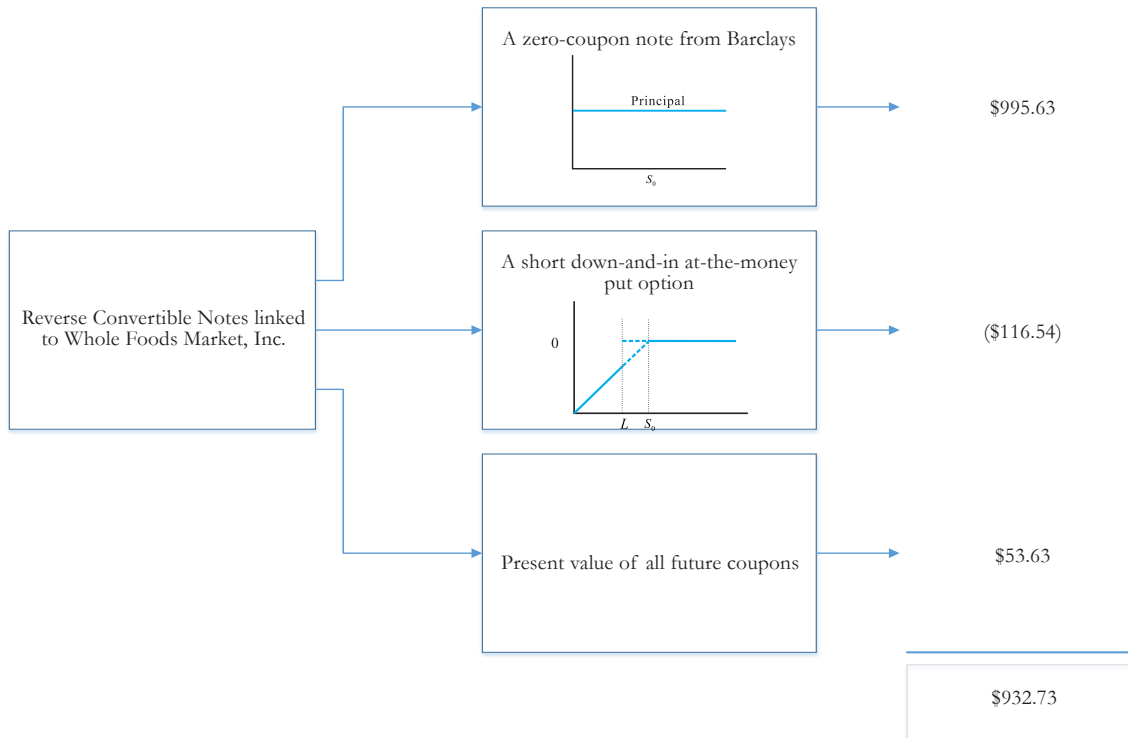 A zero-coupon note from Barclays
Principal
S₀
$995.63
Reverse Convertible Notes linked
to Whole Foods Market, Inc.
A short down-and-in at-the-money
put option
0
L S₀
($116.54)
Present value of all future coupons
$53.63
$932.73